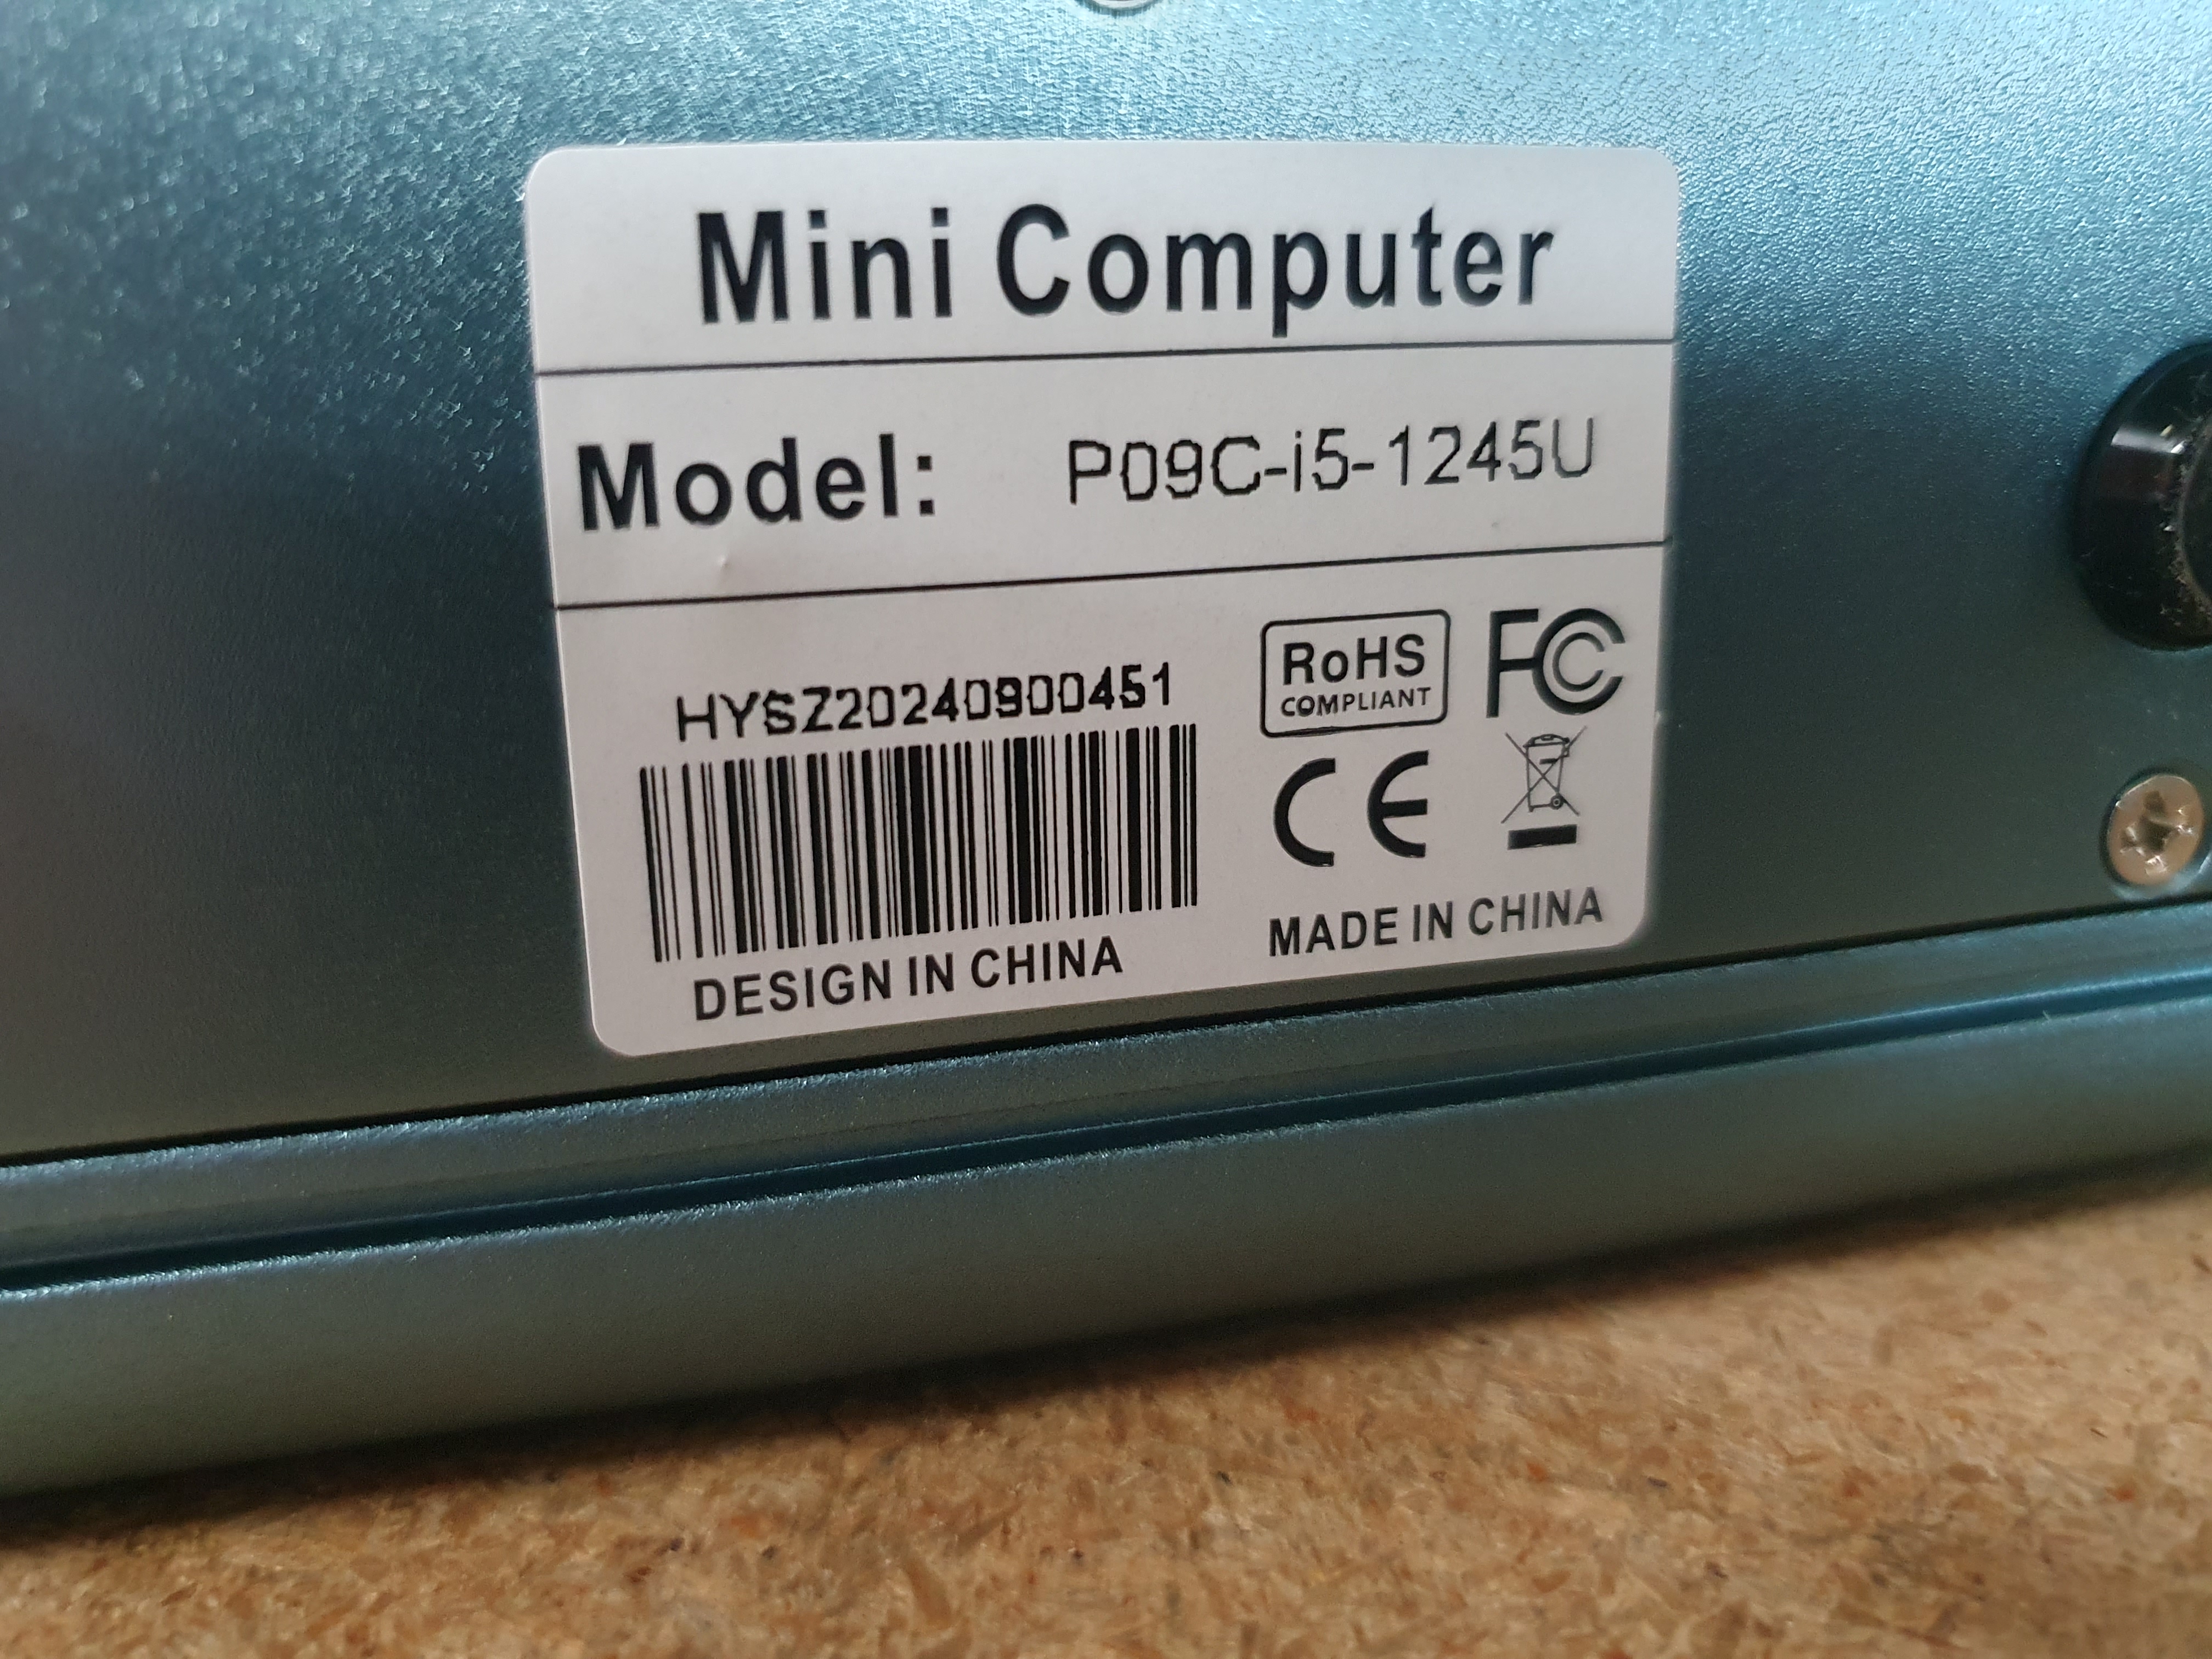 Mini Computer
Model: P09C-i5-1245U
HYSZ20240900451
RoHS
COMPLIANT
FC
CE
DESIGN IN CHINA
MADE IN CHINA